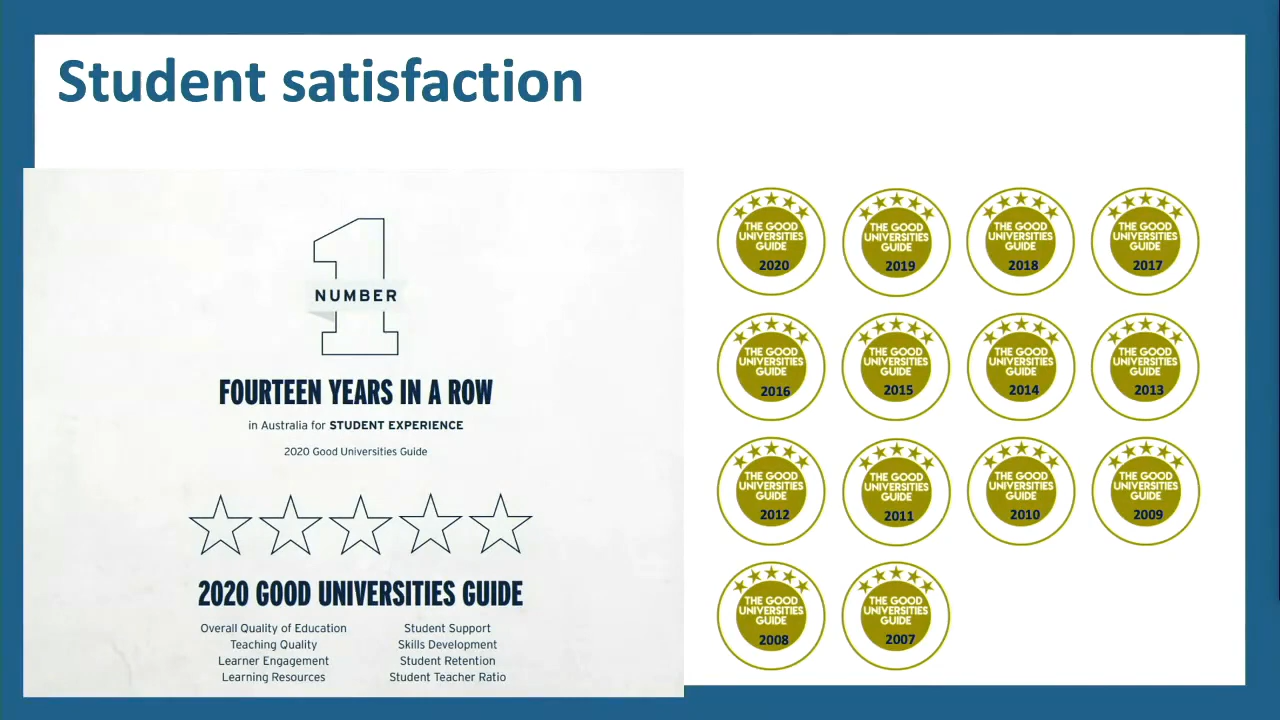 Student satisfaction
1
NUMBER
FOURTEEN YEARS IN A ROW
in Australia for STUDENT EXPERIENCE
2020 Good Universities Guide
2020 GOOD UNIVERSITIES GUIDE
Overall Quality of Education
Teaching Quality
Learner Engagement
Learning Resources
Student Support
Skills Development
Student Retention
Student Teacher Ratio
THE GOOD
UNIVERSITIES
GUIDE
2020
THE GOOD
UNIVERSITIES
GUIDE
2019
THE GOOD
UNIVERSITIES
GUIDE
2018
THE GOOD
UNIVERSITIES
GUIDE
2017
THE GOOD
UNIVERSITIES
GUIDE
2016
THE GOOD
UNIVERSITIES
GUIDE
2015
THE GOOD
UNIVERSITIES
GUIDE
2014
THE GOOD
UNIVERSITIES
GUIDE
2013
THE GOOD
UNIVERSITIES
GUIDE
2012
THE GOOD
UNIVERSITIES
GUIDE
2011
THE GOOD
UNIVERSITIES
GUIDE
2010
THE GOOD
UNIVERSITIES
GUIDE
2009
THE GOOD
UNIVERSITIES
GUIDE
2008
THE GOOD
UNIVERSITIES
GUIDE
2007